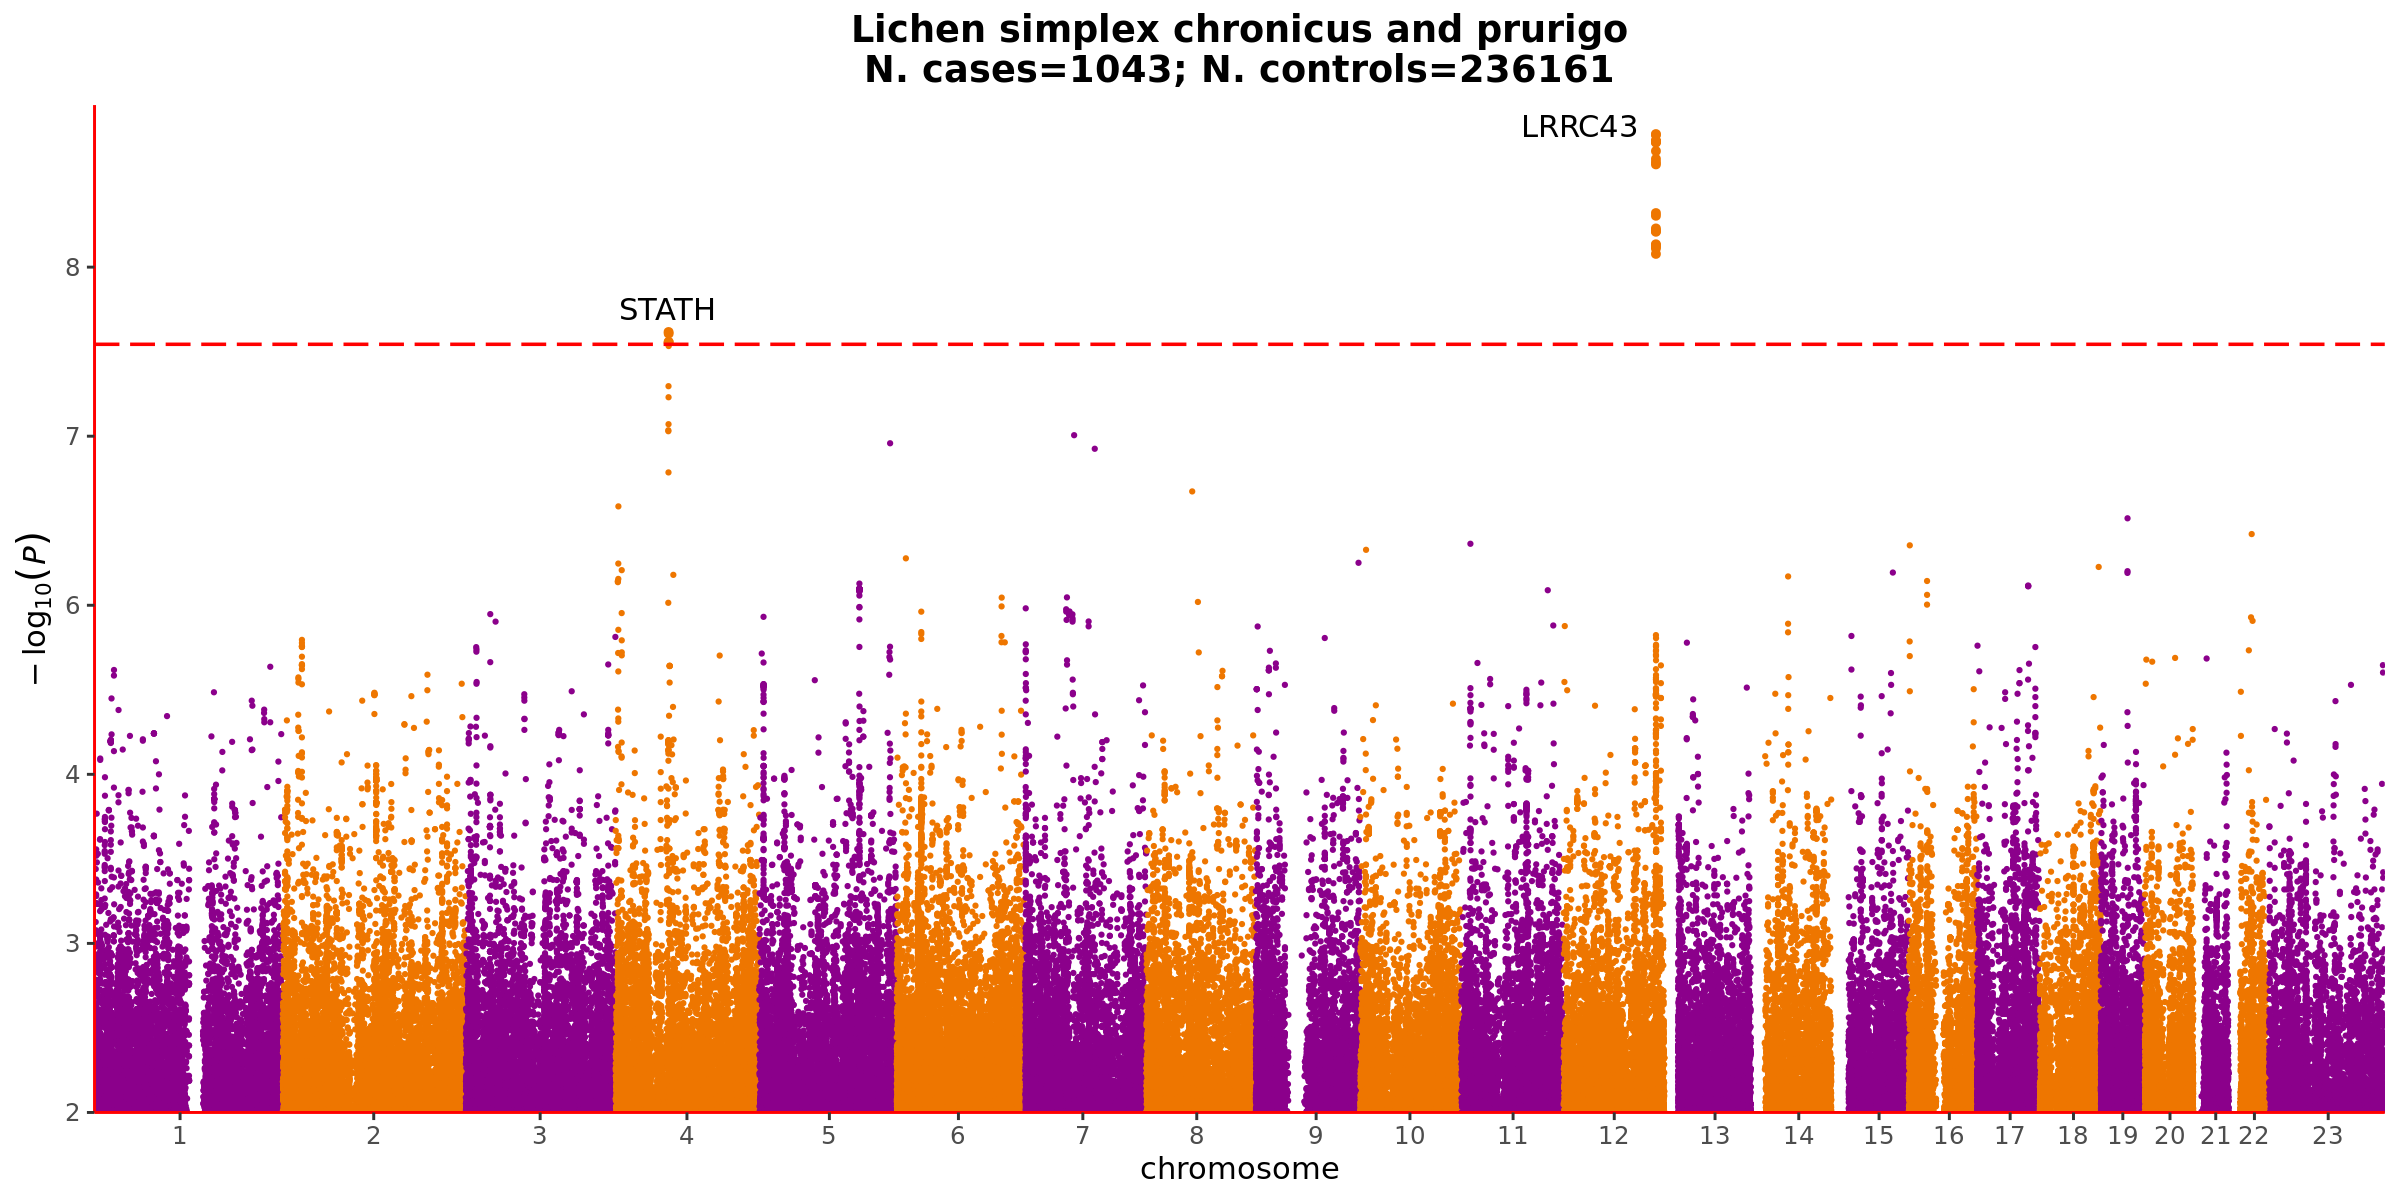 Lichen simplex chronicus and prurigo
N. cases=1043; N. controls=236161
LRRC43
STATH
8
7
6
5
4
3
2
−log10(P)
1 2 3 4 5 6 7 8 9 10 11 12 13 14 15 16 17 18 19 20 21 22 23
chromosome